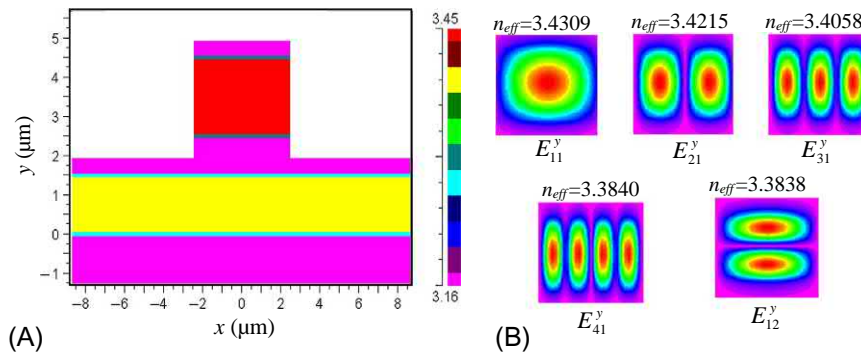 3.45
5
4
3
2
1
0
−1
y (μm)
−8 −6 −4 −2 0 2 4 6 8
x (μm)
3.16
(A)
n_eff=3.4309 n_eff=3.4215 n_eff=3.4058
E^y_11 E^y_21 E^y_31
n_eff=3.3840 n_eff=3.3838
E^y_41 E^y_12
(B)